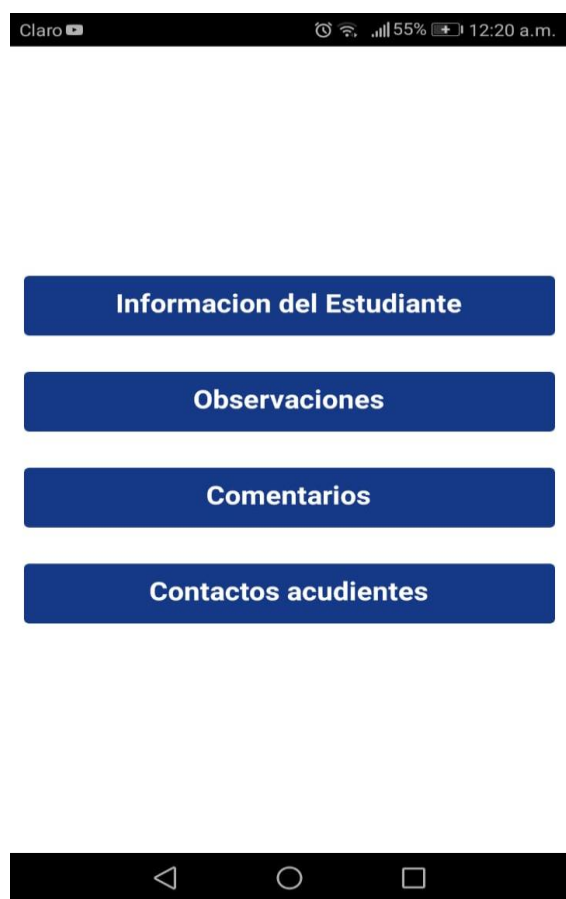 Claro 55% 12:20 a.m.
Informacion del Estudiante
Observaciones
Comentarios
Contactos acudientes